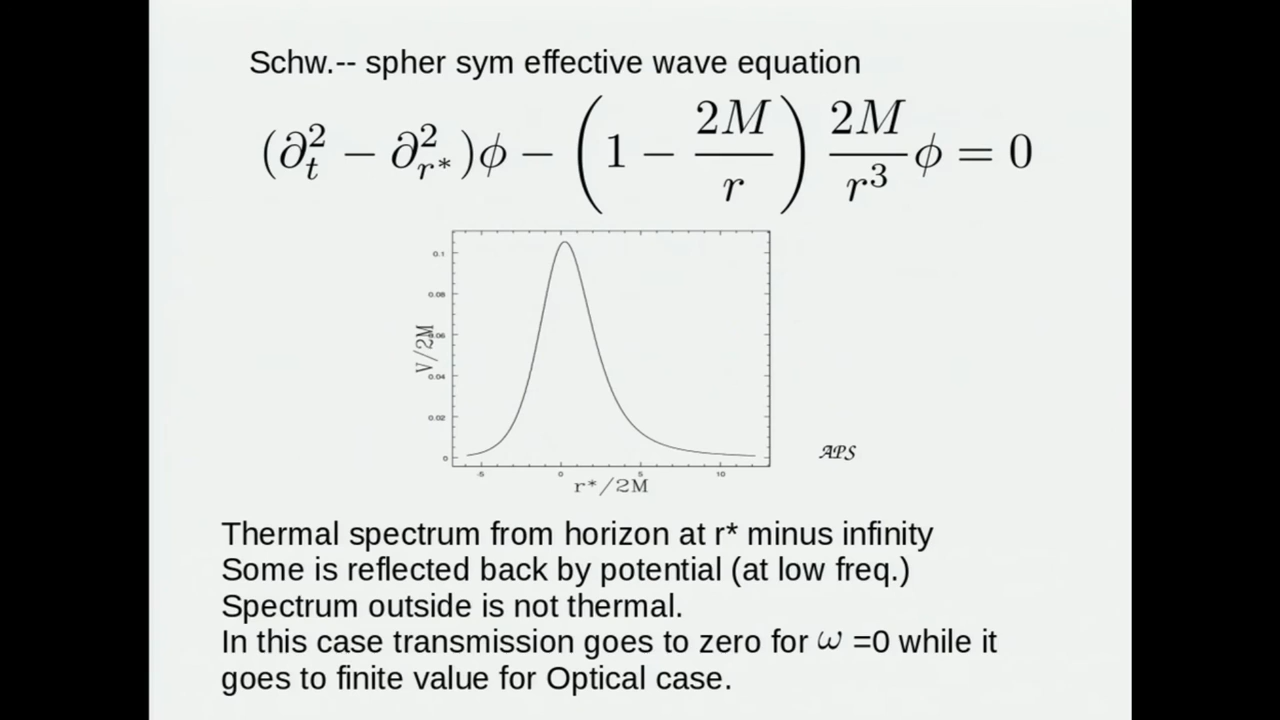 Schw.-- spher sym effective wave equation
(∂_t^2 − ∂_{r*}^2)ϕ − (1 − 2M/r) 2M/r^3 ϕ = 0
0.1
0.08
0.06
0.04
0.02
0
V/2M
-5 0 5 10
r*/2M
APS
Thermal spectrum from horizon at r* minus infinity
Some is reflected back by potential (at low freq.)
Spectrum outside is not thermal.
In this case transmission goes to zero for ω =0 while it
goes to finite value for Optical case.